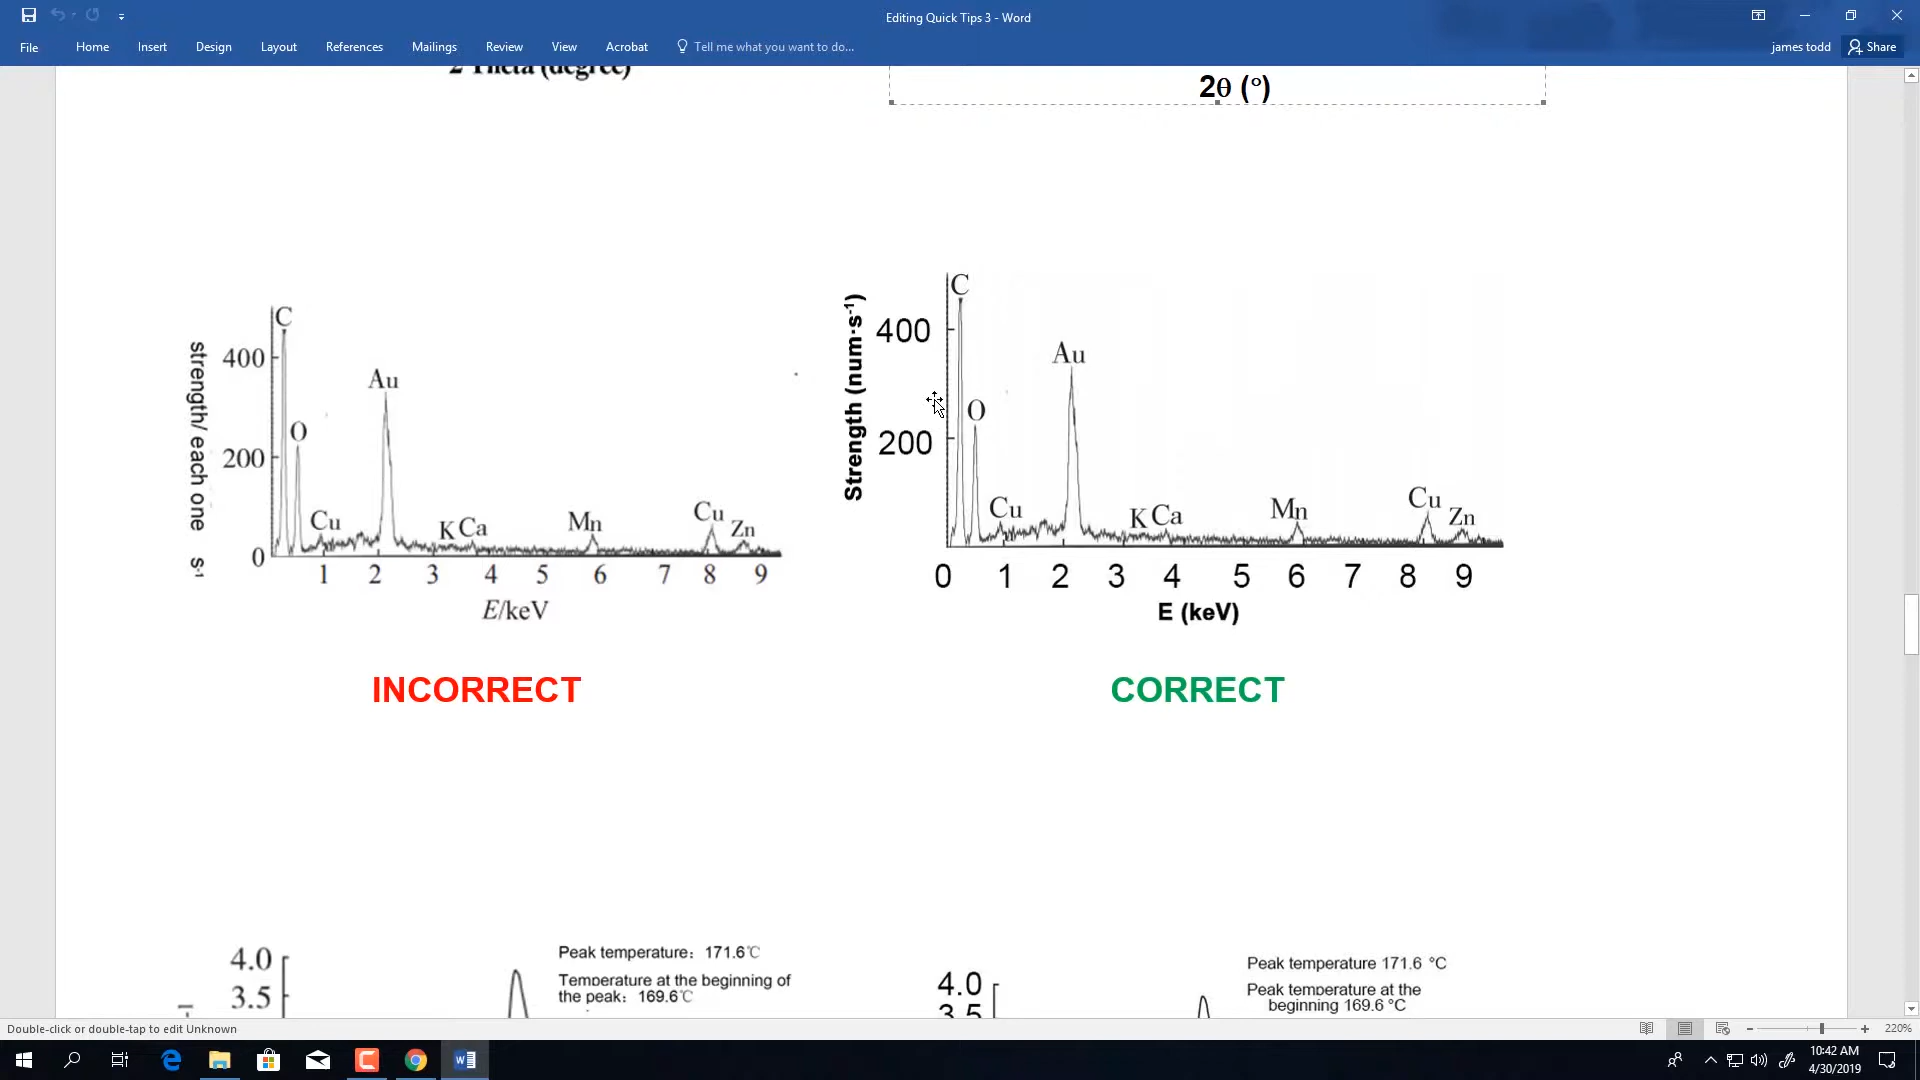 Editing Quick Tips 3 - Word
File Home Insert Design Layout References Mailings Review View Acrobat Tell me what you want to do... james todd Share
2 Theta (degree)
2θ (°)
strength/ each one s-1
C
400
Au
O
200
Cu
K Ca
Mn
Cu
Zn
0
1 2 3 4 5 6 7 8 9
E/keV
INCORRECT
Strength (num·s-1)
C
400
Au
O
200
Cu
K Ca
Mn
Cu
Zn
0 1 2 3 4 5 6 7 8 9
E (keV)
CORRECT
4.0
3.5
Peak temperature: 171.6℃
Temperature at the beginning of
the peak: 169.6℃
4.0
3.5
Peak temperature 171.6 °C
Peak temperature at the
beginning 169.6 °C
Double-click or double-tap to edit Unknown
220%
10:42 AM
4/30/2019